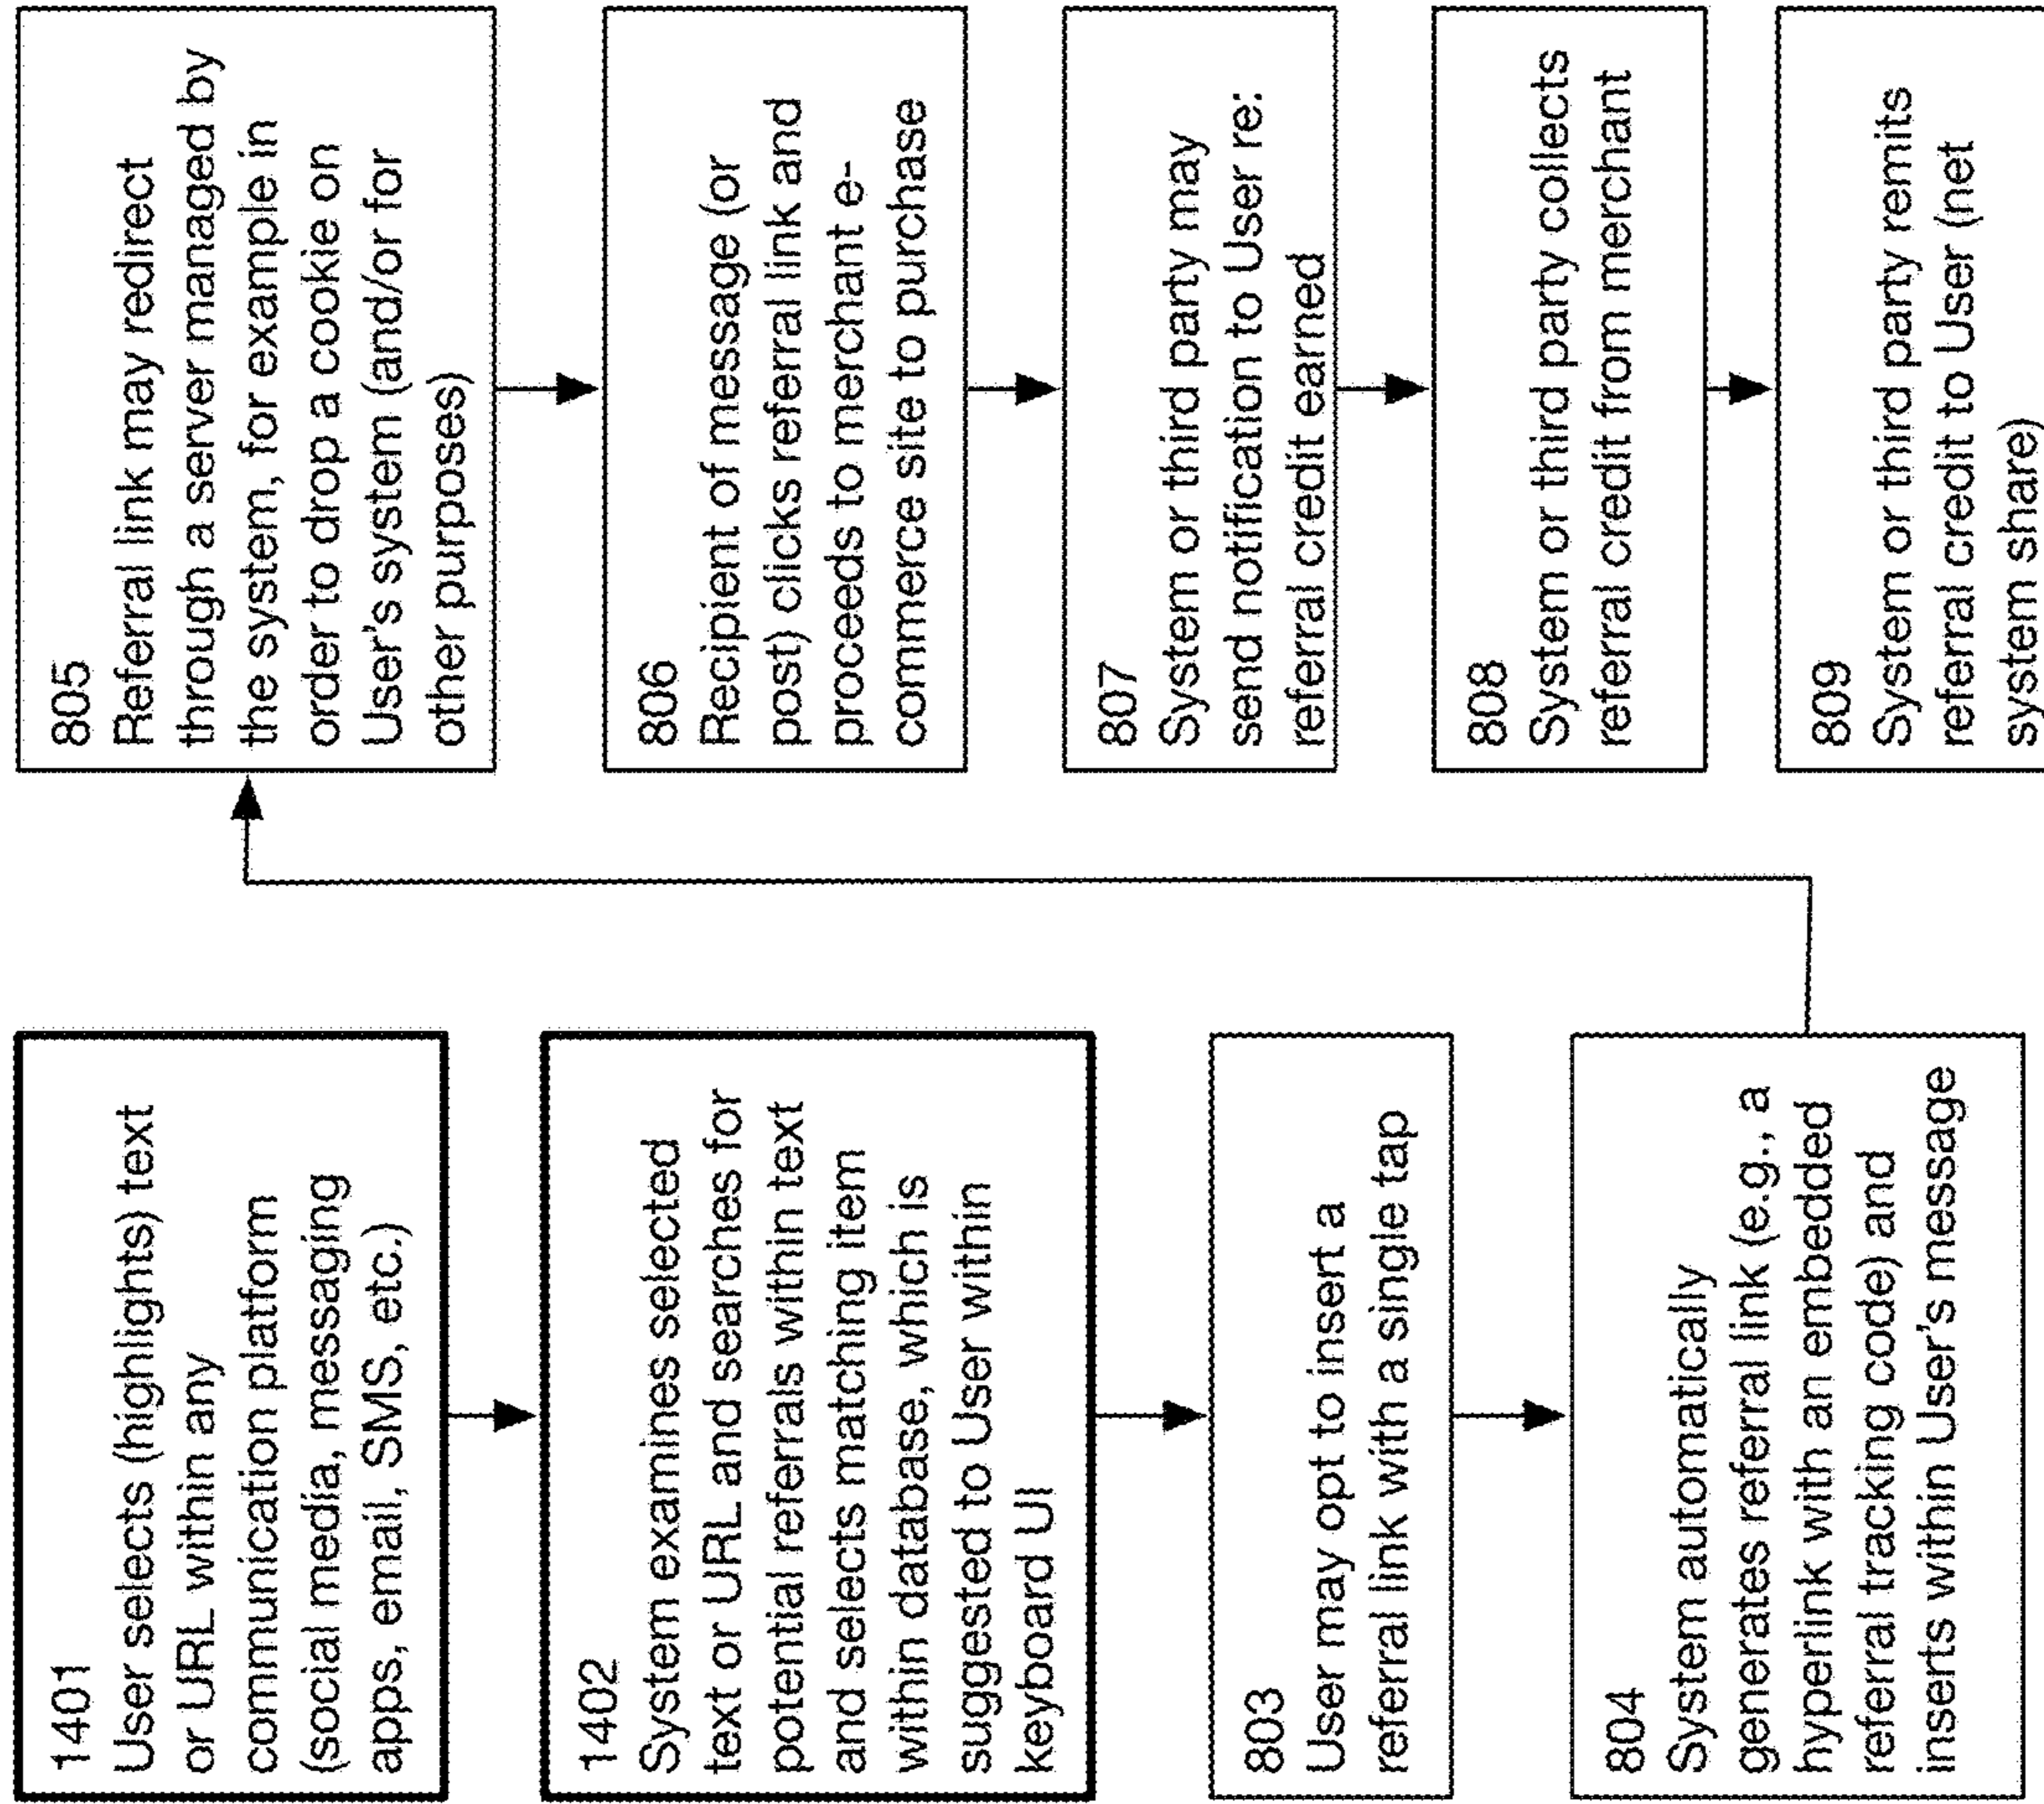 1401
User selects (highlights) text
or URL within any
communication platform
(social media, messaging
apps, email, SMS, etc.)
1402
System examines selected
text or URL and searches for
potential referrals within text
and selects matching item
within database, which is
suggested to User within
keyboard UI
803
User may opt to insert a
referral link with a single tap
804
System automatically
generates referral link (e.g., a
hyperlink with an embedded
referral tracking code) and
inserts within User's message
805
Referral link may redirect
through a server managed by
the system, for example in
order to drop a cookie on
User's system (and/or for
other purposes)
806
Recipient of message (or
post) clicks referral link and
proceeds to merchant e-
commerce site to purchase
807
System or third party may
send notification to User re:
referral credit earned
808
System or third party collects
referral credit from merchant
809
System or third party remits
referral credit to User (net
system share)